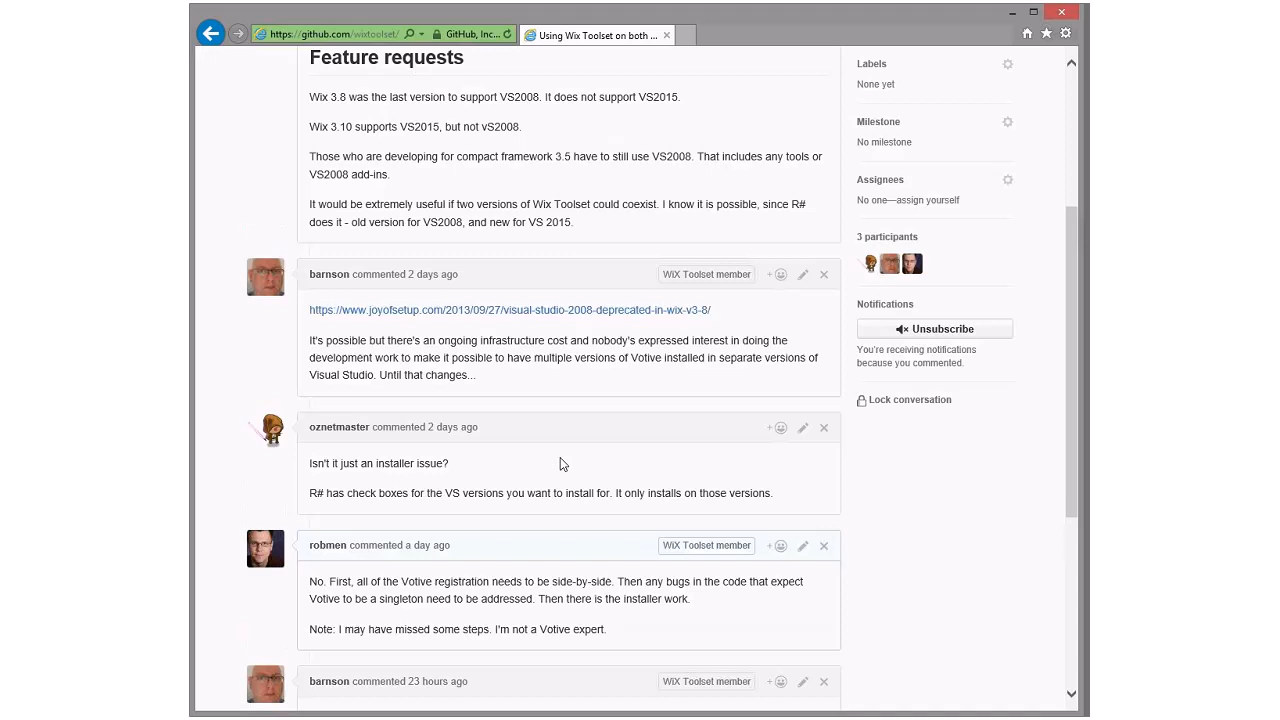 https://github.com/wixtoolset/
GitHub, Inc...
Using Wix Toolset on both ...
Feature requests
Wix 3.8 was the last version to support VS2008. It does not support VS2015.
Wix 3.10 supports VS2015, but not vS2008.
Those who are developing for compact framework 3.5 have to still use VS2008. That includes any tools or
VS2008 add-ins.
It would be extremely useful if two versions of Wix Toolset could coexist. I know it is possible, since R#
does it - old version for VS2008, and new for VS 2015.
barnson commented 2 days ago
WiX Toolset member
https://www.joyofsetup.com/2013/09/27/visual-studio-2008-deprecated-in-wix-v3-8/
It's possible but there's an ongoing infrastructure cost and nobody's expressed interest in doing the
development work to make it possible to have multiple versions of Votive installed in separate versions of
Visual Studio. Until that changes...
oznetmaster commented 2 days ago
Isn't it just an installer issue?
R# has check boxes for the VS versions you want to install for. It only installs on those versions.
robmen commented a day ago
WiX Toolset member
No. First, all of the Votive registration needs to be side-by-side. Then any bugs in the code that expect
Votive to be a singleton need to be addressed. Then there is the installer work.
Note: I may have missed some steps. I'm not a Votive expert.
barnson commented 23 hours ago
WiX Toolset member
Labels
None yet
Milestone
No milestone
Assignees
No one—assign yourself
3 participants
Notifications
Unsubscribe
You're receiving notifications
because you commented.
Lock conversation